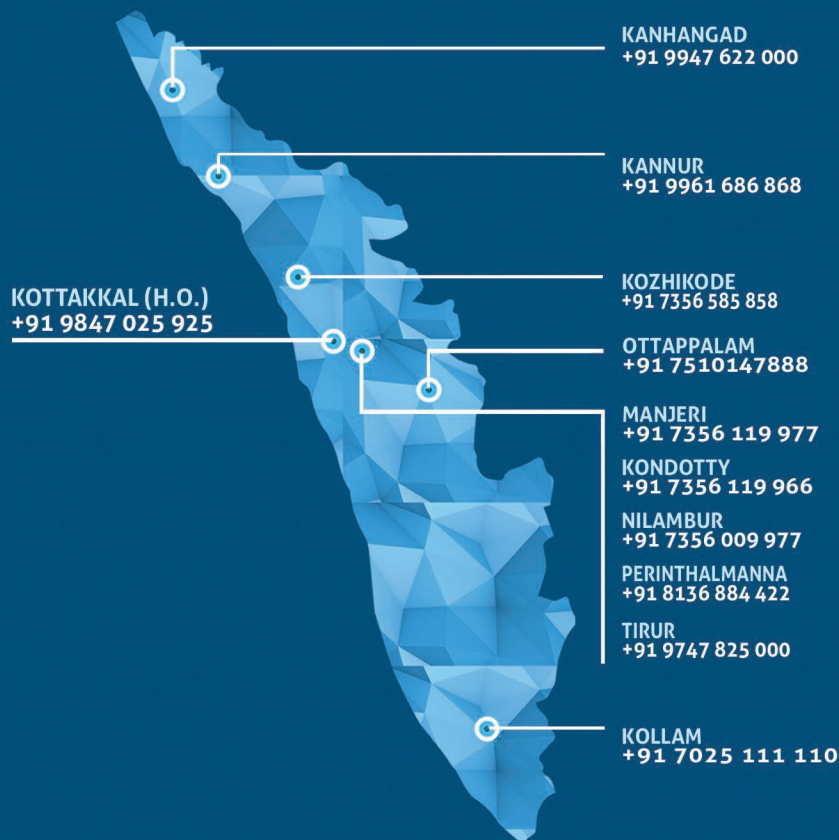 KANHANGAD
+91 9947 622 000
KANNUR
+91 9961 686 868
KOZHIKODE
+91 7356 585 858
KOTTAKKAL (H.O.)
+91 9847 025 925
OTTAPPALAM
+91 7510147888
MANJERI
+91 7356 119 977
KONDOTTY
+91 7356 119 966
NILAMBUR
+91 7356 009 977
PERINTHALMANNA
+91 8136 884 422
TIRUR
+91 9747 825 000
KOLLAM
+91 7025 111 110